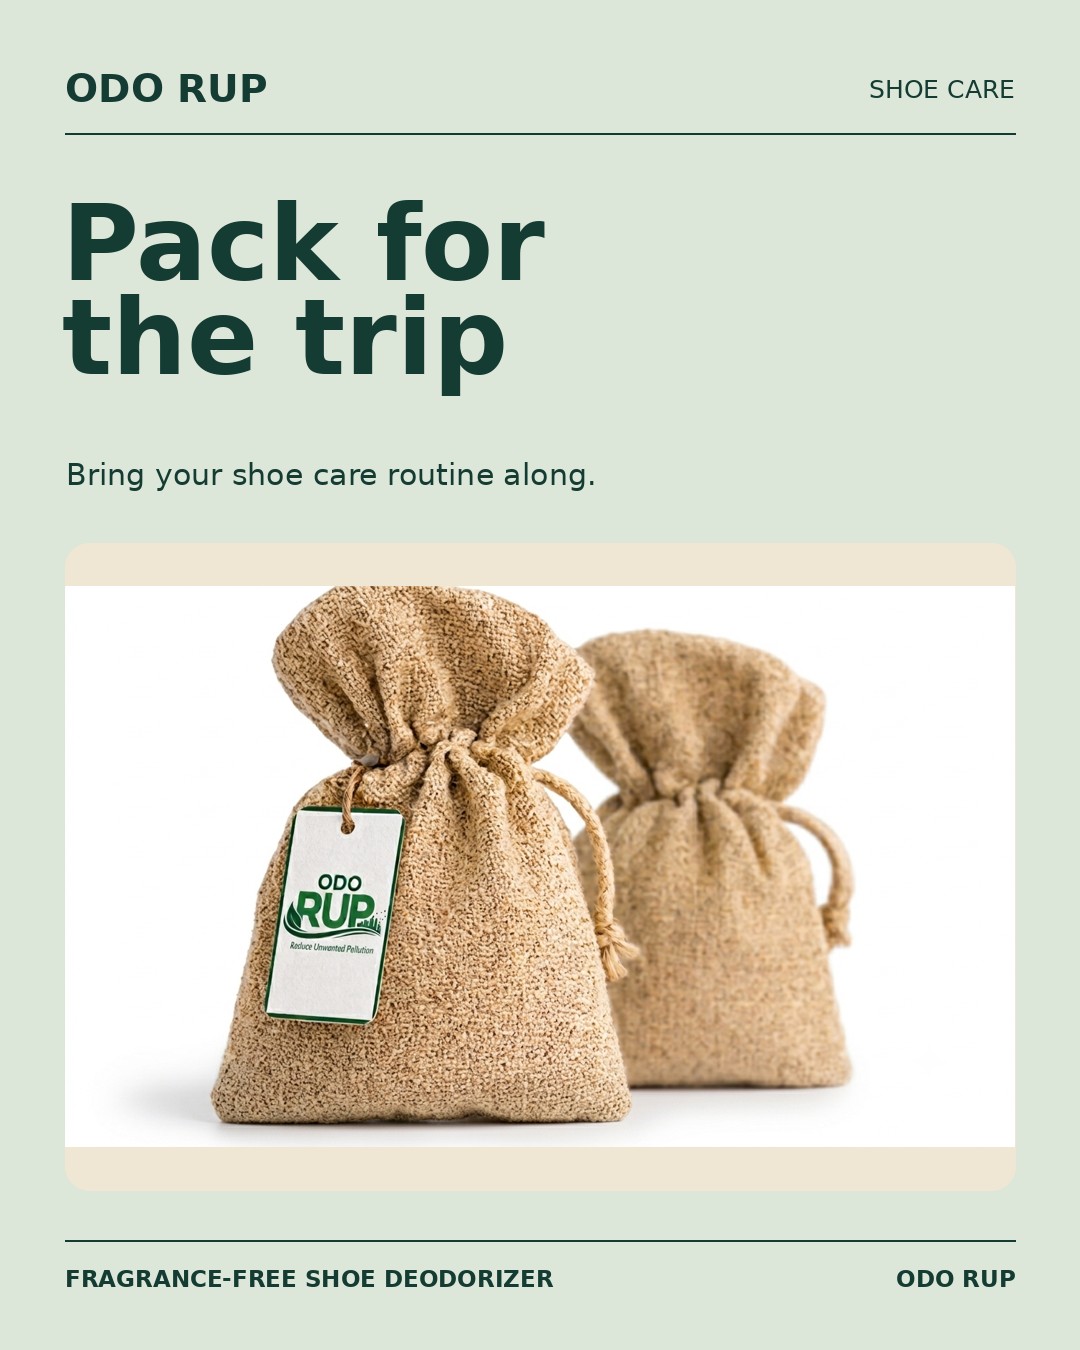 ODO RUP
SHOE CARE
Pack for
the trip
Bring your shoe care routine along.
ODO
RUP
Reduce Unwanted Pollution
FRAGRANCE-FREE SHOE DEODORIZER
ODO RUP